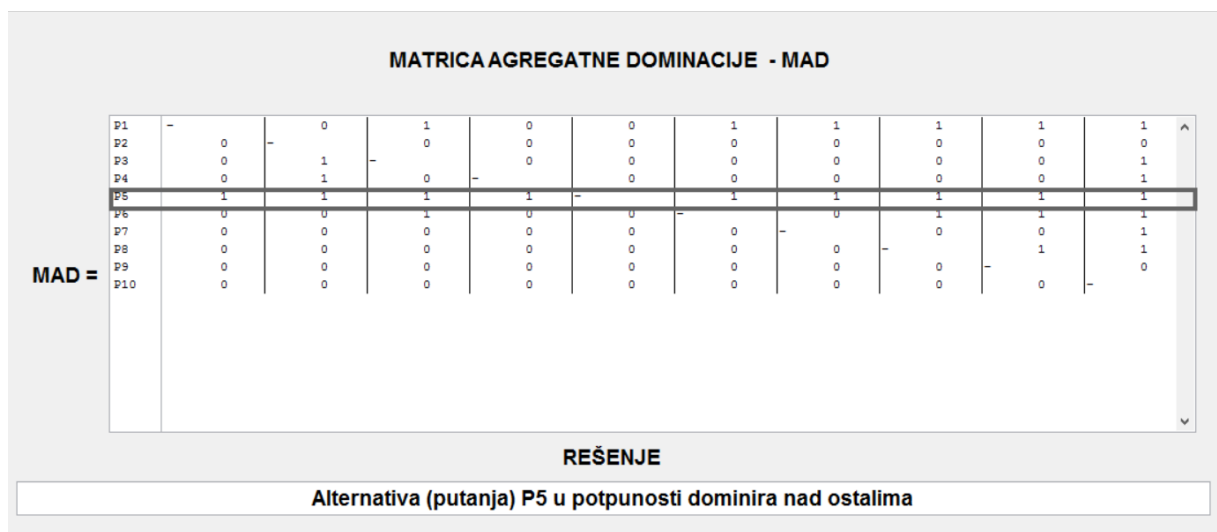 MATRICA AGREGATNE DOMINACIJE - MAD
P1 - 0 1 0 0 1 1 1 1 1
P2 0 - 0 0 0 0 0 0 0 0
P3 0 1 - 0 0 0 0 0 0 1
P4 0 1 0 - 0 0 0 0 0 1
P5 1 1 1 1 - 1 1 1 1 1
P6 0 0 1 0 0 - 0 1 1 1
P7 0 0 0 0 0 0 - 0 0 1
P8 0 0 0 0 0 0 0 - 1 1
MAD =
P9 0 0 0 0 0 0 0 0 - 0
P10 0 0 0 0 0 0 0 0 0 -
REŠENJE
Alternativa (putanja) P5 u potpunosti dominira nad ostalima